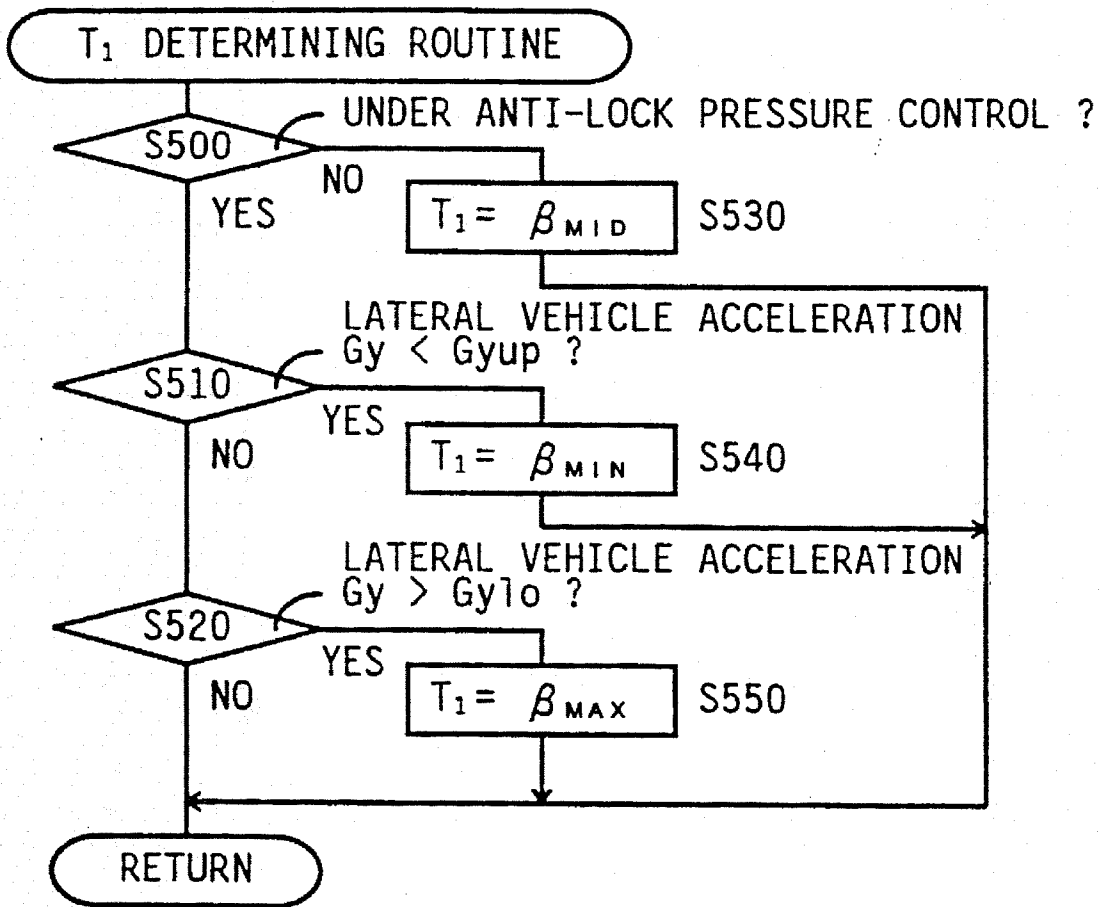 T₁ DETERMINING ROUTINE
UNDER ANTI-LOCK PRESSURE CONTROL ?
S500
NO
YES
T₁ = βMID
S530
LATERAL VEHICLE ACCELERATION
Gy < Gyup ?
S510
YES
NO
T₁ = βMIN
S540
LATERAL VEHICLE ACCELERATION
Gy > Gylo ?
S520
YES
NO
T₁ = βMAX
S550
RETURN